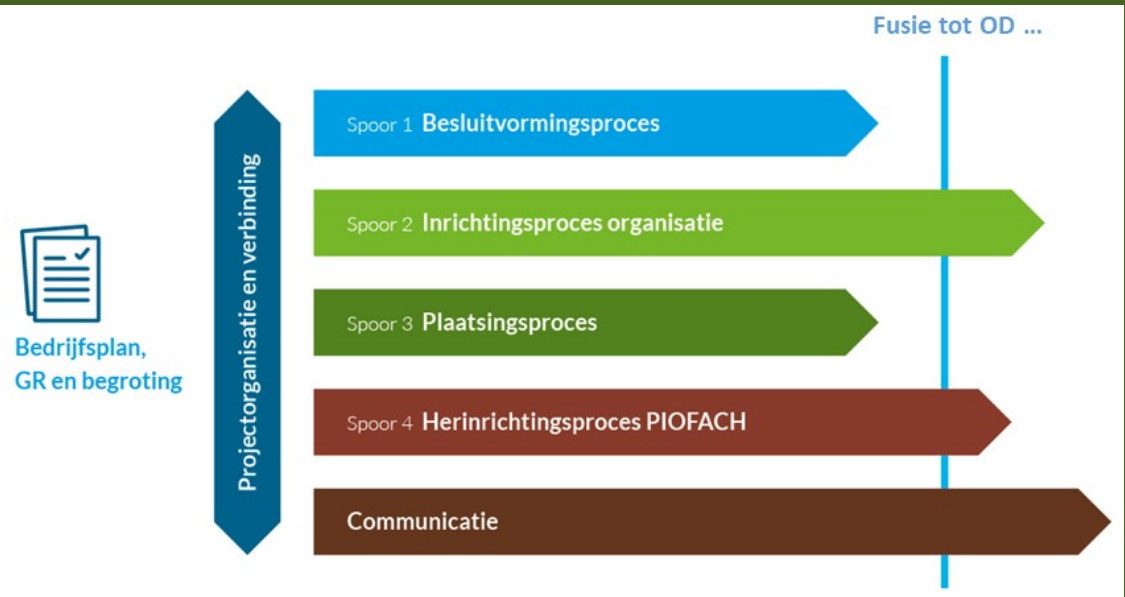 Fusie tot OD ...
Spoor 1 Besluitvormingsproces
Spoor 2 Inrichtingsproces organisatie
Spoor 3 Plaatsingsproces
Spoor 4 Herinrichtingsproces PIOFACH
Communicatie
Projectorganisatie en verbinding
Bedrijfsplan,
GR en begroting